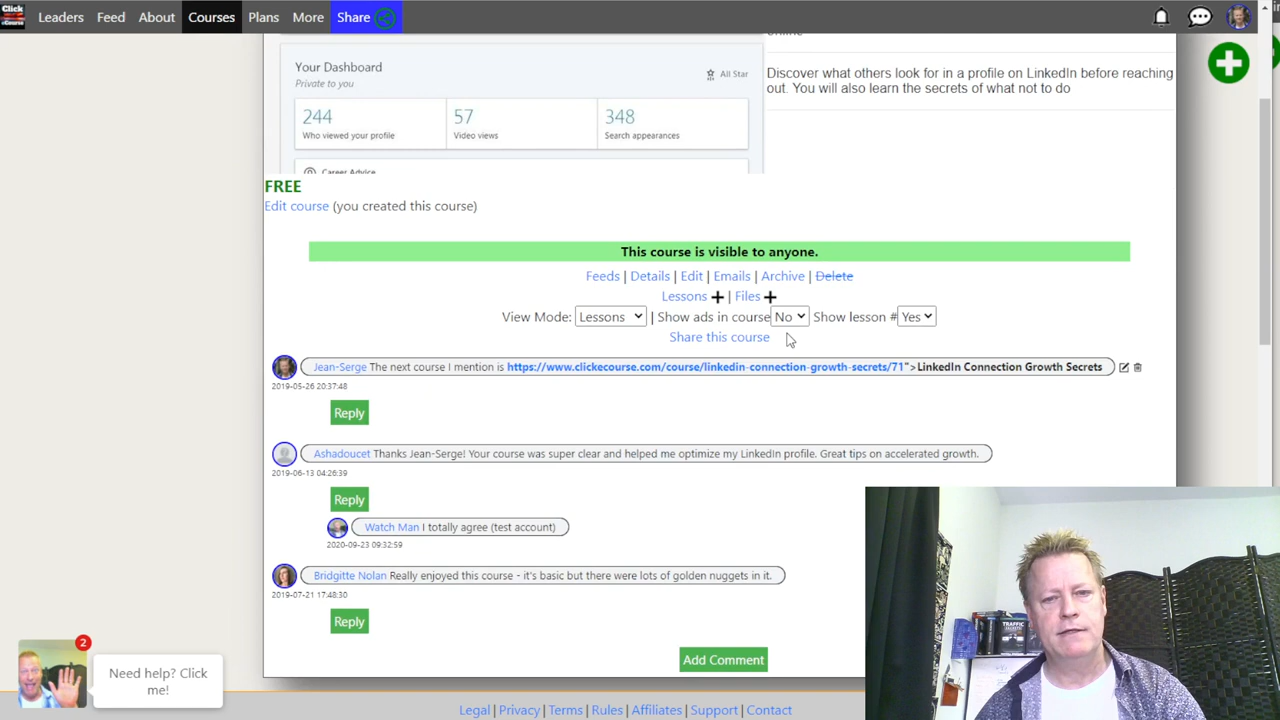 Click
eCourse
Leaders
Feed
About
Courses
Plans
More
Share
Your Dashboard
Private to you
All Star
244
Who viewed your profile
57
Video views
348
Search appearances
Career Advice
Online
Discover what others look for in a profile on LinkedIn before reaching
out. You will also learn the secrets of what not to do
FREE
Edit course (you created this course)
This course is visible to anyone.
Feeds | Details | Edit | Emails | Archive | Delete
Lessons + | Files +
View Mode: Lessons | Show ads in course No Show lesson # Yes
Share this course
Jean-Serge The next course I mention is https://www.clickecourse.com/course/linkedin-connection-growth-secrets/71">LinkedIn Connection Growth Secrets
2019-05-26 20:37:48
Reply
Ashadoucet Thanks Jean-Serge! Your course was super clear and helped me optimize my LinkedIn profile. Great tips on accelerated growth.
2019-06-13 04:26:39
Reply
Watch Man I totally agree (test account)
2020-09-23 09:32:59
Bridgitte Nolan Really enjoyed this course - it's basic but there were lots of golden nuggets in it.
2019-07-21 17:48:30
Reply
Add Comment
2
Need help? Click
me!
Legal | Privacy | Terms | Rules | Affiliates | Support | Contact
TRAFFIC
SECRETS